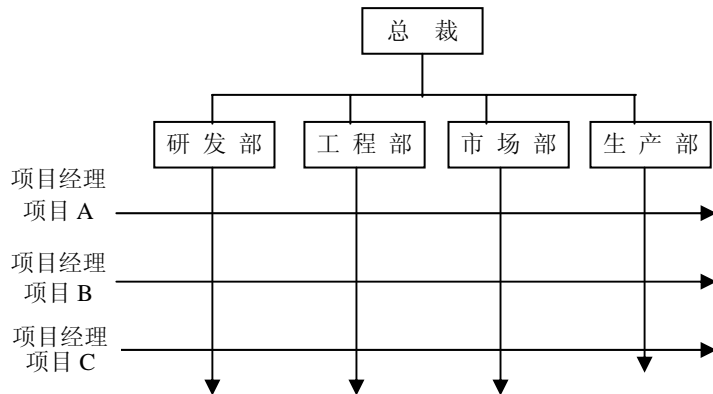 总 裁
研 发 部
工 程 部
市 场 部
生 产 部
项目经理
项目 A
项目经理
项目 B
项目经理
项目 C